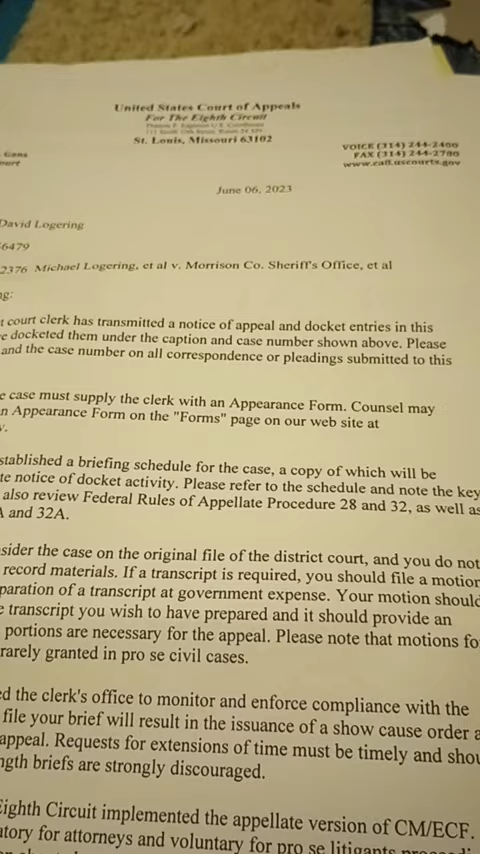 United States Court of Appeals
For The Eighth Circuit
St. Louis, Missouri 63102
VOICE (314) 244-2400
FAX (314) 244-2780
www.ca8.uscourts.gov
Gans
June 06, 2023
David Logering
6479
2376 Michael Logering, et al v. Morrison Co. Sheriff's Office, et al
ng:
t court clerk has transmitted a notice of appeal and docket entries in this
e docketed them under the caption and case number shown above. Please
and the case number on all correspondence or pleadings submitted to this
e case must supply the clerk with an Appearance Form. Counsel may
n Appearance Form on the "Forms" page on our web site at
v.
stablished a briefing schedule for the case, a copy of which will be
te notice of docket activity. Please refer to the schedule and note the key
also review Federal Rules of Appellate Procedure 28 and 32, as well as
A and 32A.
sider the case on the original file of the district court, and you do not
record materials. If a transcript is required, you should file a motion
paration of a transcript at government expense. Your motion should
e transcript you wish to have prepared and it should provide an
portions are necessary for the appeal. Please note that motions fo
rarely granted in pro se civil cases.
ed the clerk's office to monitor and enforce compliance with the
file your brief will result in the issuance of a show cause order a
appeal. Requests for extensions of time must be timely and shou
ngth briefs are strongly discouraged.
Eighth Circuit implemented the appellate version of CM/ECF.
atory for attorneys and voluntary for pro se litigants